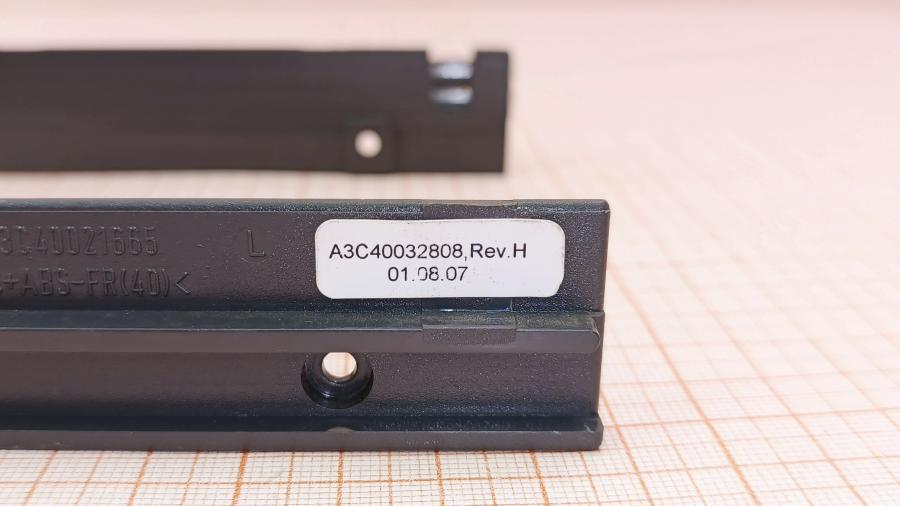 A3C40032808,Rev.H
01.08.07
3C40021665 L
+ABS-FR(40)<